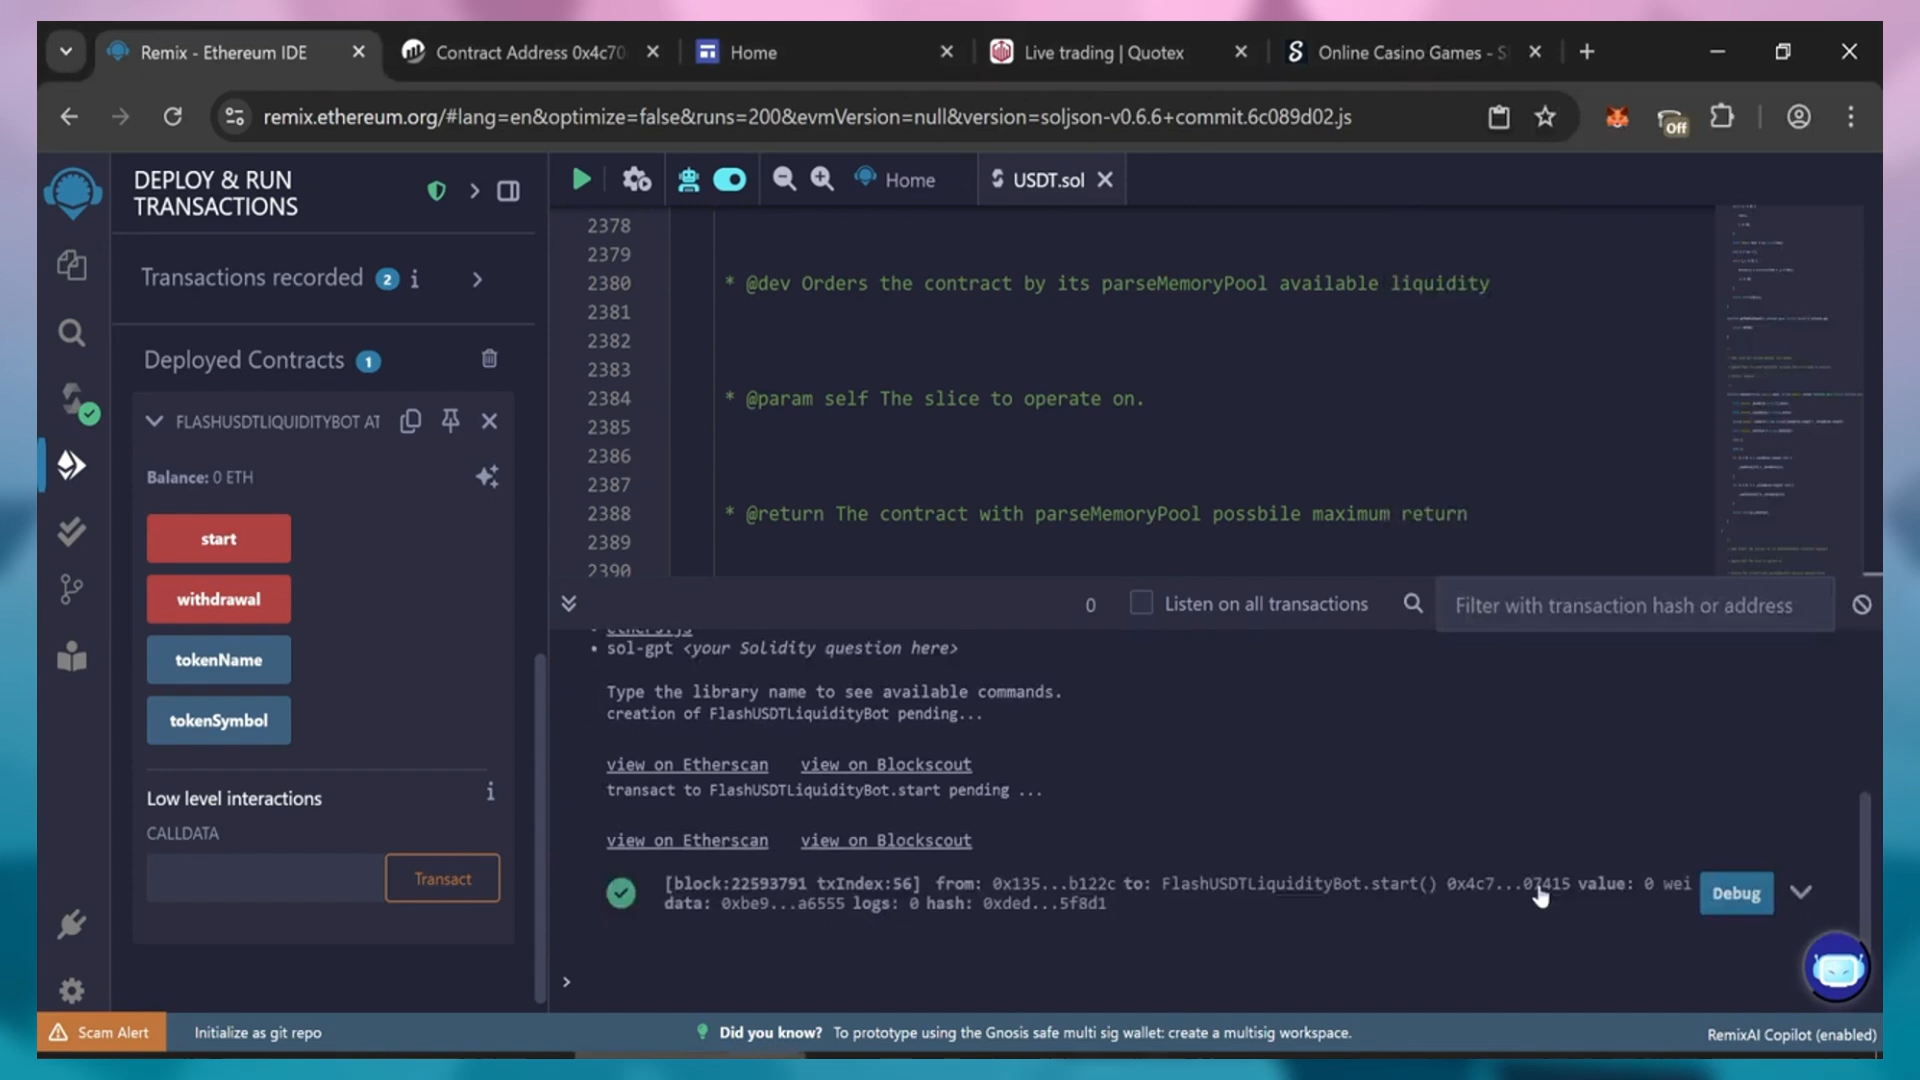 Remix - Ethereum IDE
Contract Address 0x4c70
Home
Live trading | Quotex
Online Casino Games - S
remix.ethereum.org/#lang=en&optimize=false&runs=200&evmVersion=null&version=soljson-v0.6.6+commit.6c089d02.js
Off
DEPLOY & RUN
TRANSACTIONS
Transactions recorded 2 i
Deployed Contracts 1
FLASHUSDTLIQUIDITYBOT AT
Balance: 0 ETH
start
withdrawal
tokenName
tokenSymbol
Low level interactions
CALLDATA
Transact
Home
USDT.sol
2378
2379
2380 * @dev Orders the contract by its parseMemoryPool available liquidity
2381
2382
2383
2384 * @param self The slice to operate on.
2385
2386
2387
2388 * @return The contract with parseMemoryPool possbile maximum return
2389
2390
0
Listen on all transactions
Filter with transaction hash or address
• ethers.js
• sol-gpt <your Solidity question here>
Type the library name to see available commands.
creation of FlashUSDTLiquidityBot pending...
view on Etherscan view on Blockscout
transact to FlashUSDTLiquidityBot.start pending ...
view on Etherscan view on Blockscout
[block:22593791 txIndex:56] from: 0x135...b122c to: FlashUSDTLiquidityBot.start() 0x4c7...07415 value: 0 wei
data: 0xbe9...a6555 logs: 0 hash: 0xded...5f8d1
Debug
>
Scam Alert
Initialize as git repo
Did you know? To prototype using the Gnosis safe multi sig wallet: create a multisig workspace.
RemixAI Copilot (enabled)